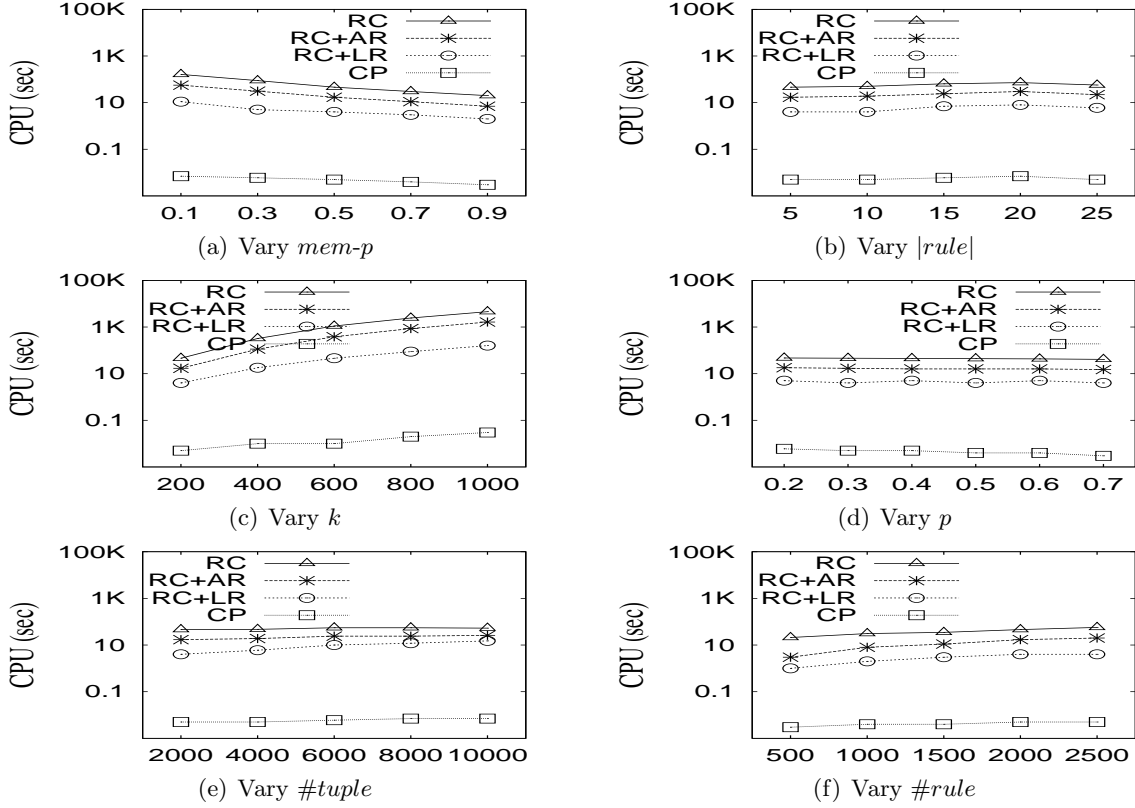 100K
1K
10
0.1
CPU (sec)
RC
RC+AR
RC+LR
CP
0.1 0.3 0.5 0.7 0.9
(a) Vary mem-p
100K
1K
10
0.1
CPU (sec)
RC
RC+AR
RC+LR
CP
5 10 15 20 25
(b) Vary |rule|
100K
1K
10
0.1
CPU (sec)
RC
RC+AR
RC+LR
CP
200 400 600 800 1000
(c) Vary k
100K
1K
10
0.1
CPU (sec)
RC
RC+AR
RC+LR
CP
0.2 0.3 0.4 0.5 0.6 0.7
(d) Vary p
100K
1K
10
0.1
CPU (sec)
RC
RC+AR
RC+LR
CP
2000 4000 6000 8000 10000
(e) Vary #tuple
100K
1K
10
0.1
CPU (sec)
RC
RC+AR
RC+LR
CP
500 1000 1500 2000 2500
(f) Vary #rule